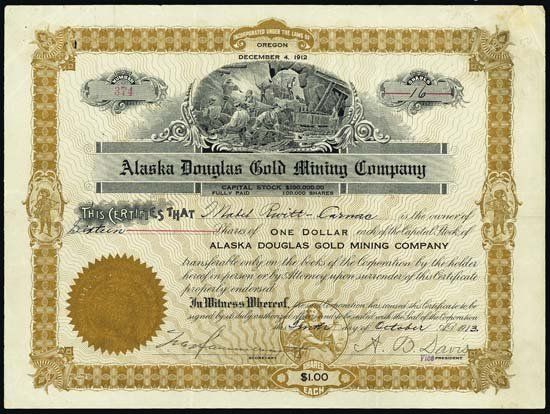 INCORPORATED UNDER THE LAWS OF
OREGON
DECEMBER 4, 1912
NUMBER
374
SHARES
16
Alaska Douglas Gold Mining Company
CAPITAL STOCK $100,000.00
FULLY PAID 100,000 SHARES
THIS CERTIFIES THAT Mabel Rivett-Carnac is the owner of
Sixteen Shares of ONE DOLLAR each of the Capital Stock of
ALASKA DOUGLAS GOLD MINING COMPANY
transferable only on the books of the Corporation by the holder
hereof in person or by Attorney upon surrender of this Certificate
properly endorsed.
In Witness Whereof, the said Corporation has caused this Certificate to be
signed by its duly authorized officers and to be sealed with the Seal of the Corporation
this Tenth day of October A.D. 1913.
A. B. Davis
SECRETARY
VICE PRESIDENT
SHARES
$1.00
EACH